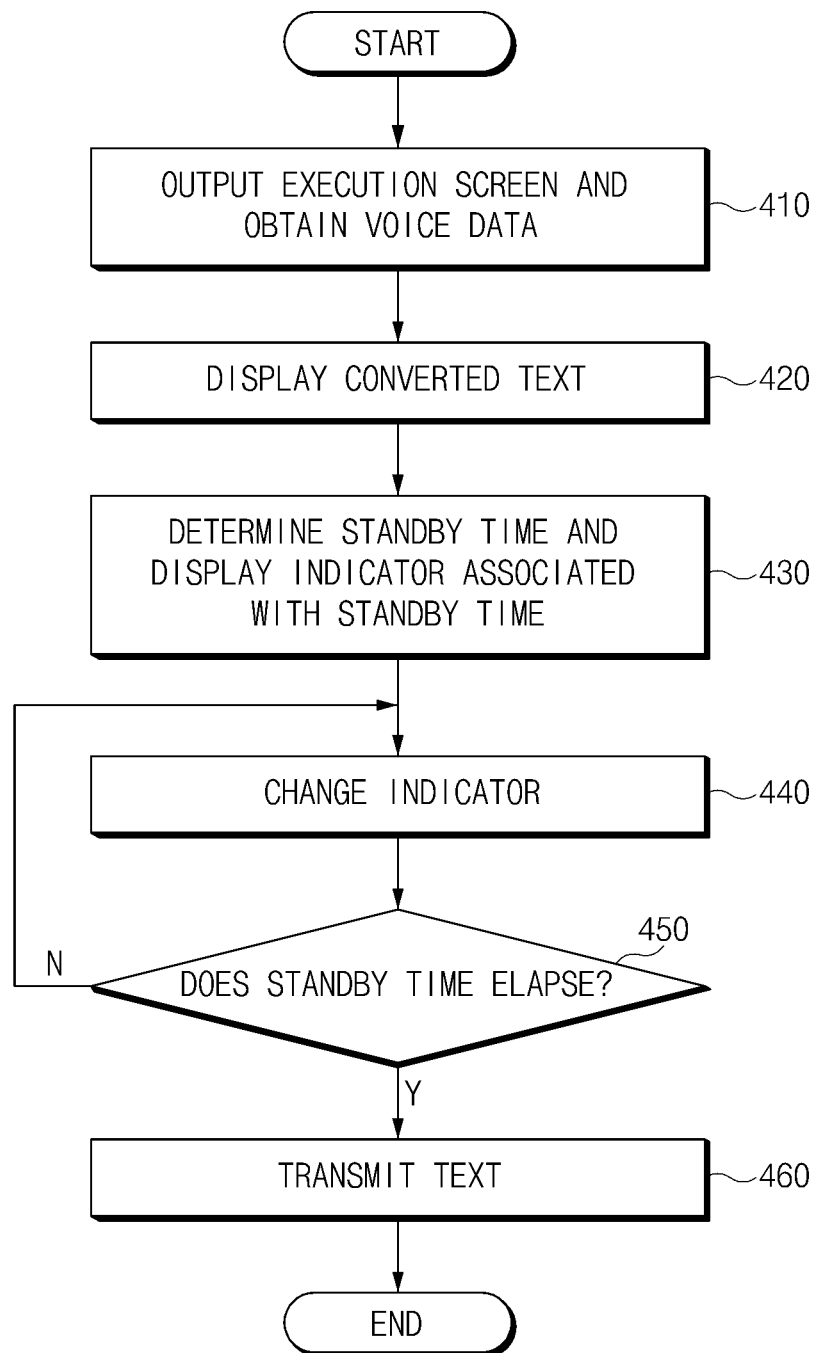 START
OUTPUT EXECUTION SCREEN AND
OBTAIN VOICE DATA
410
DISPLAY CONVERTED TEXT
420
DETERMINE STANDBY TIME AND
DISPLAY INDICATOR ASSOCIATED
WITH STANDBY TIME
430
CHANGE INDICATOR
440
450
N
DOES STANDBY TIME ELAPSE?
Y
TRANSMIT TEXT
460
END